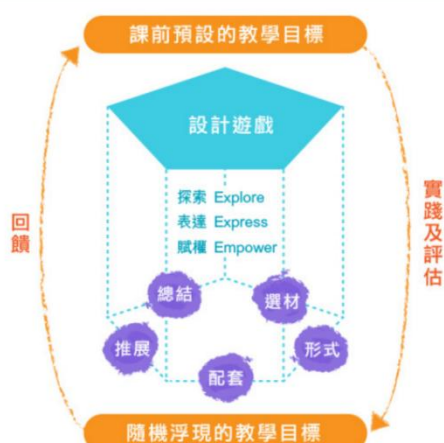 課前預設的教學目標
設計遊戲
探索 Explore
表達 Express
賦權 Empower
回饋
實踐及評估
總結
選材
推展
形式
配套
隨機浮現的教學目標